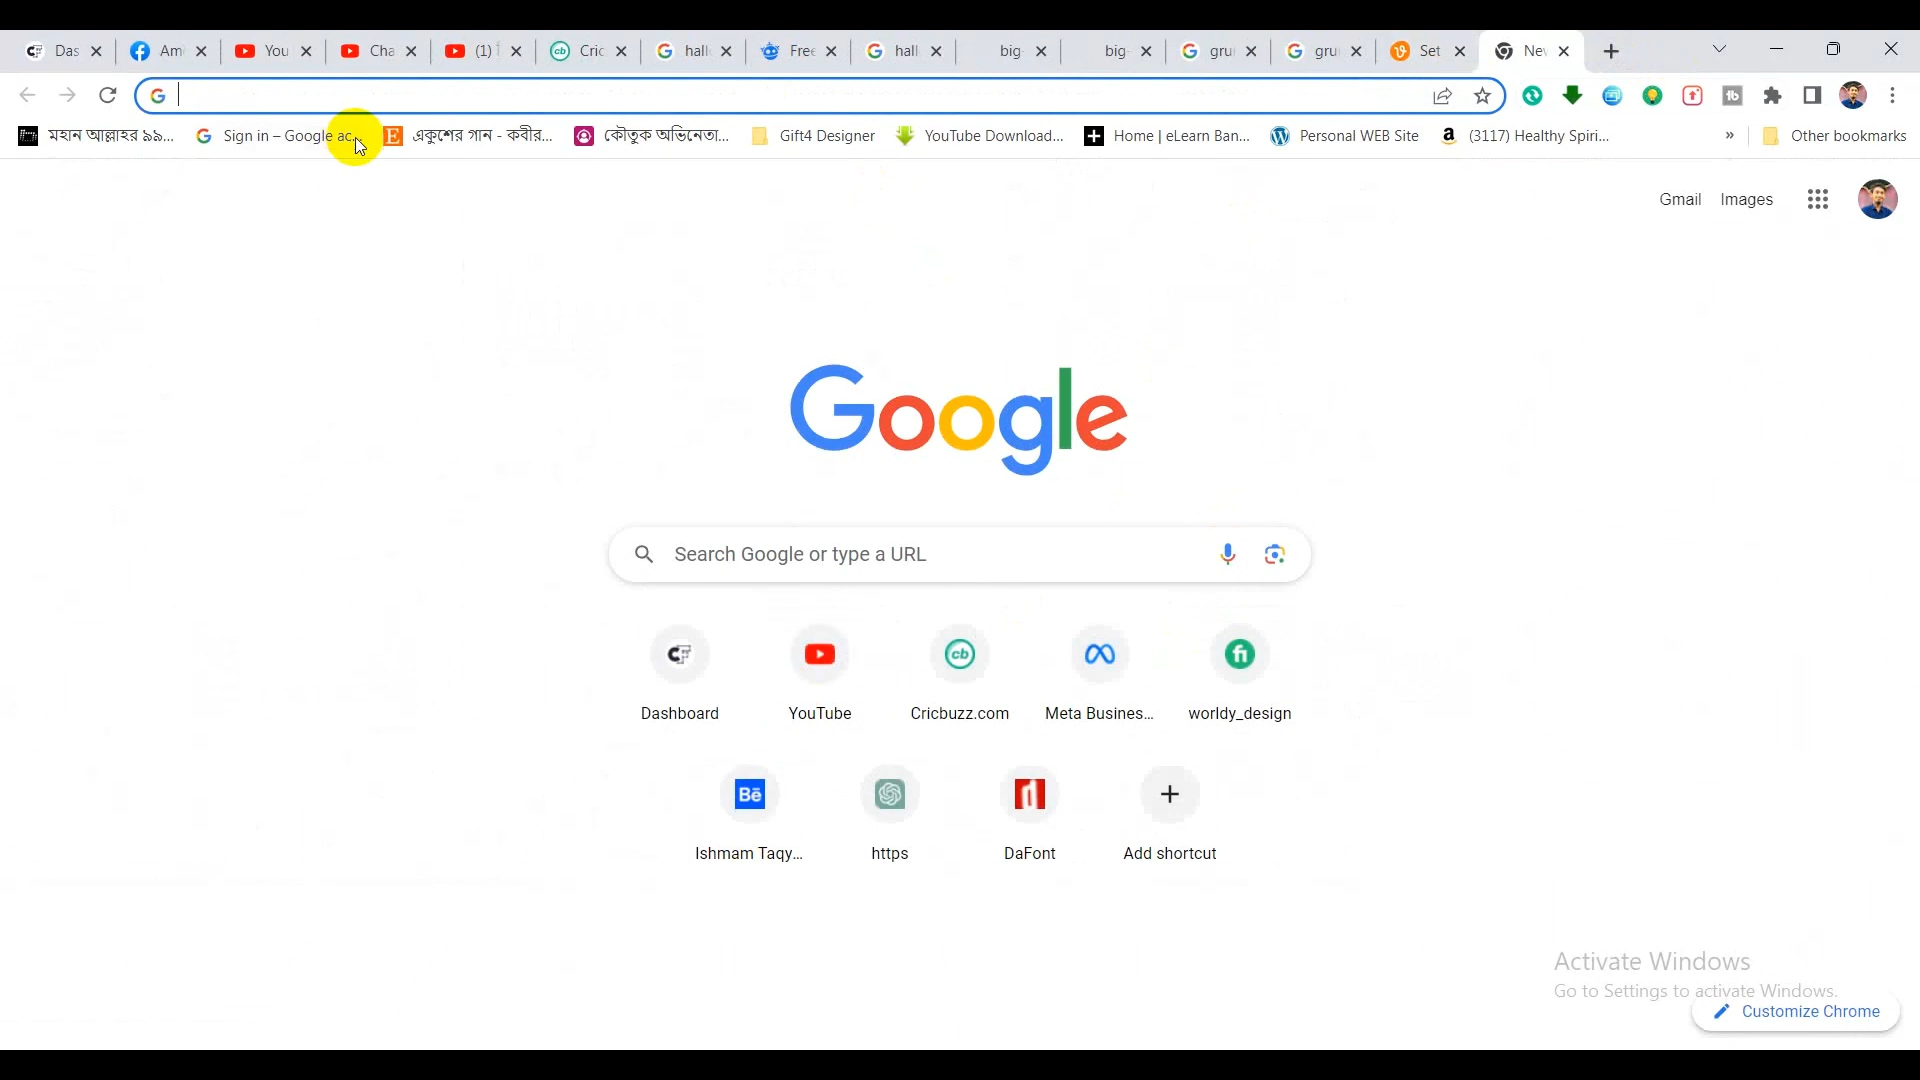 Das
Am
You
Cha
(1)
Cric
hall
Free
hall
big-
big-
gru
gru
Set
Nev
মহান আল্লাহর ৯৯...
Sign in – Google ac...
একুশের গান - কবীর...
কৌতুক অভিনেতা...
Gift4 Designer
YouTube Download...
Home | eLearn Ban...
Personal WEB Site
(3117) Healthy Spiri...
»
Other bookmarks
Gmail
Images
Google
Search Google or type a URL
Dashboard
YouTube
Cricbuzz.com
Meta Busines...
worldy_design
Ishmam Taqy...
https
DaFont
Add shortcut
Activate Windows
Go to Settings to activate Windows.
Customize Chrome